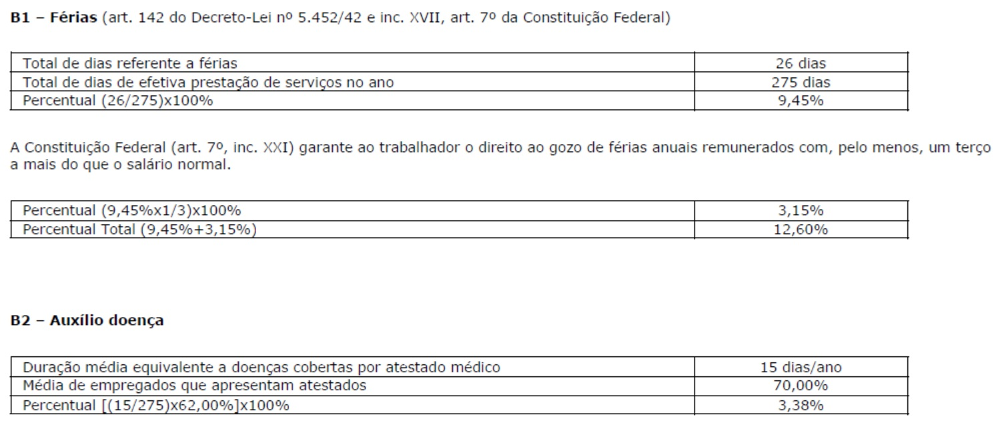 B1 – Férias (art. 142 do Decreto-Lei nº 5.452/42 e inc. XVII, art. 7º da Constituição Federal)
Total de dias referente a férias 26 dias
Total de dias de efetiva prestação de serviços no ano 275 dias
Percentual (26/275)x100% 9,45%
A Constituição Federal (art. 7º, inc. XXI) garante ao trabalhador o direito ao gozo de férias anuais remunerados com, pelo menos, um terço
a mais do que o salário normal.
Percentual (9,45%x1/3)x100% 3,15%
Percentual Total (9,45%+3,15%) 12,60%
B2 – Auxílio doença
Duração média equivalente a doenças cobertas por atestado médico 15 dias/ano
Média de empregados que apresentam atestados 70,00%
Percentual [(15/275)x62,00%]x100% 3,38%